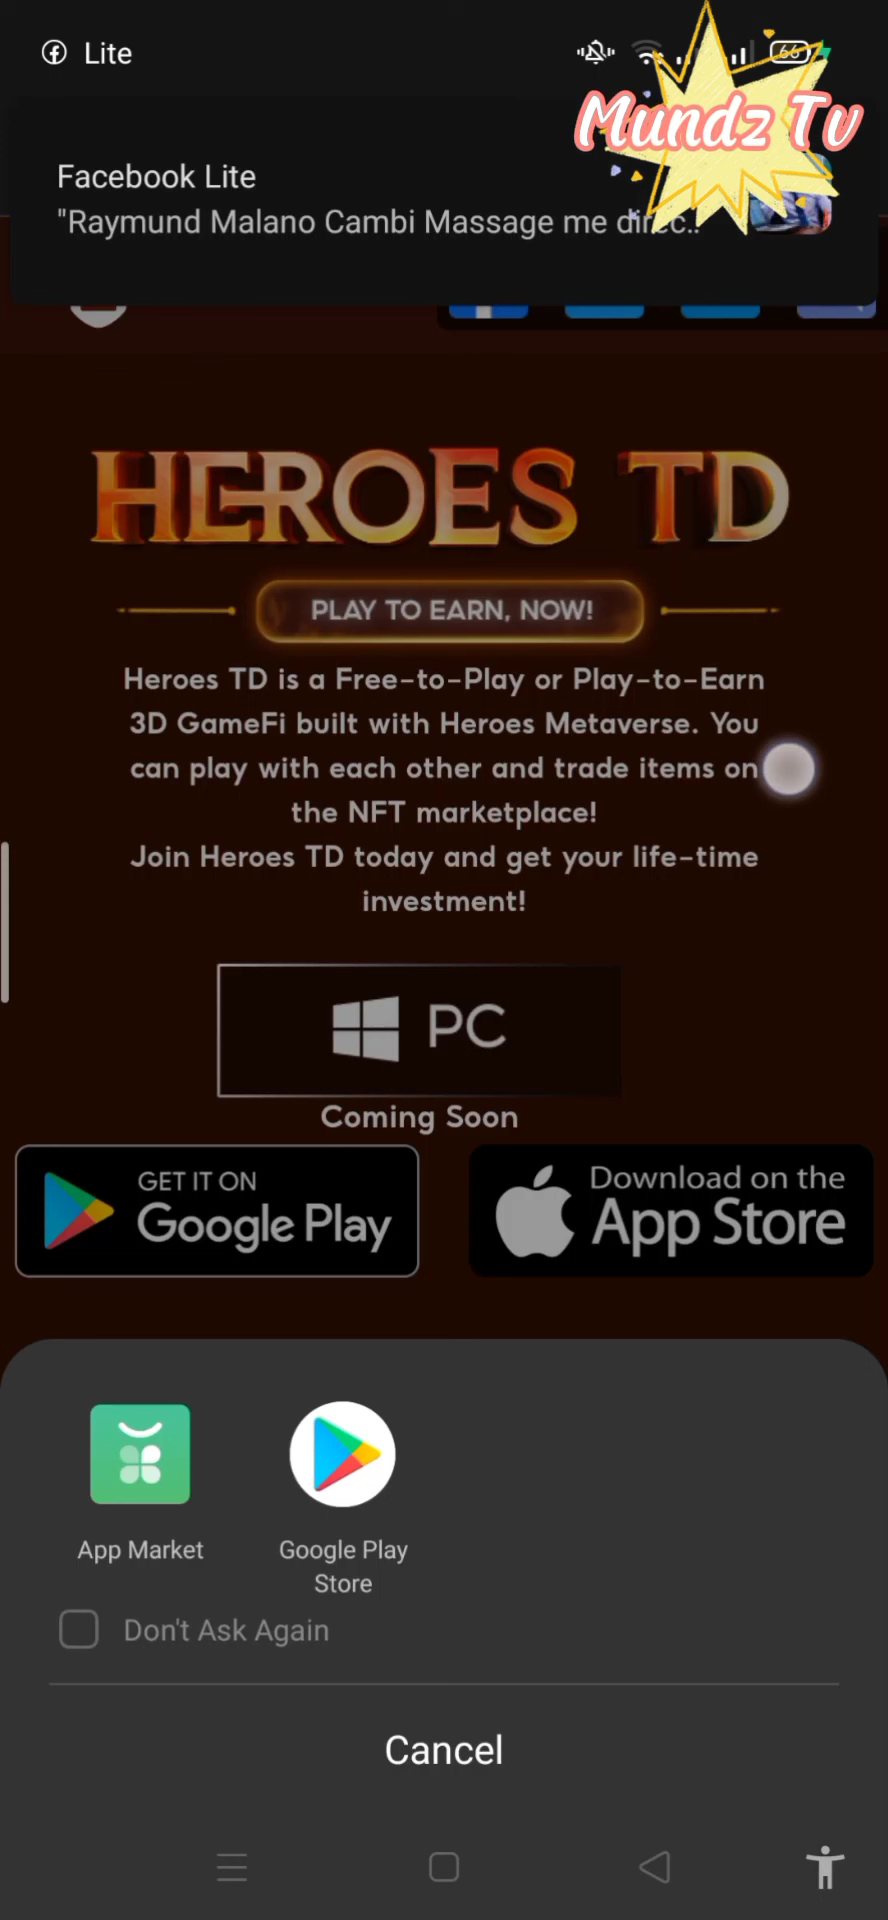 Lite
66
Mundz Tv
Facebook Lite
"Raymund Malano Cambi Massage me direc..
HEROES TD
PLAY TO EARN, NOW!
Heroes TD is a Free-to-Play or Play-to-Earn
3D GameFi built with Heroes Metaverse. You
can play with each other and trade items on
the NFT marketplace!
Join Heroes TD today and get your life-time
investment!
PC
Coming Soon
GET IT ON
Google Play
Download on the
App Store
App Market
Google Play
Store
Don't Ask Again
Cancel